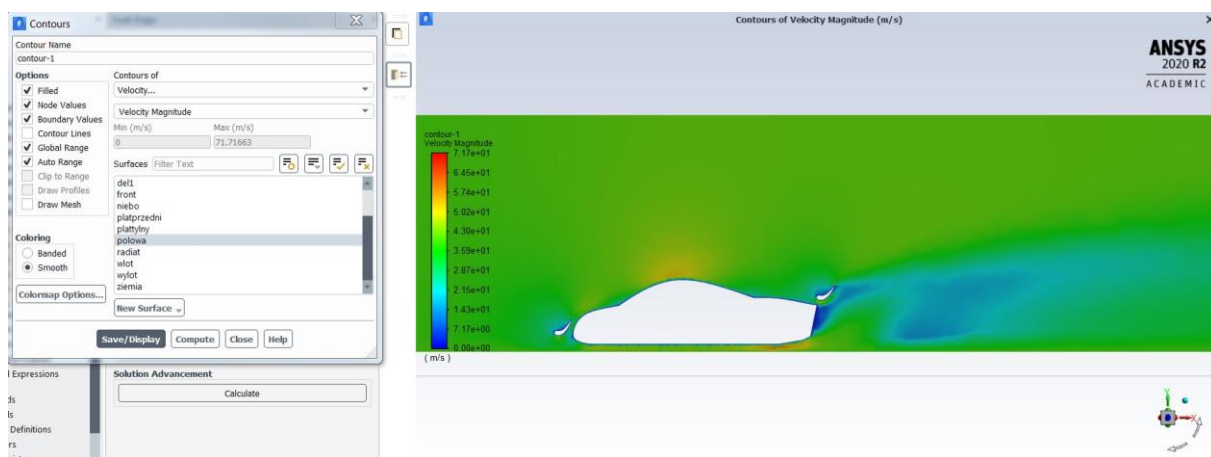 Contours
Contour Name
contour-1
Options
Filled
Node Values
Boundary Values
Contour Lines
Global Range
Auto Range
Clip to Range
Draw Profiles
Draw Mesh
Coloring
Banded
Smooth
Colormap Options...
Contours of
Velocity...
Velocity Magnitude
Min (m/s) Max (m/s)
0 71.71663
Surfaces Filter Text
del1
front
niebo
platprzedni
plattylny
polowa
radiat
wlot
wylot
ziemia
New Surface
Save/Display Compute Close Help
Expressions
Definitions
Solution Advancement
Calculate
Contours of Velocity Magnitude (m/s)
ANSYS
2020 R2
ACADEMIC
contour-1
Velocity Magnitude
7.17e+01
6.45e+01
5.74e+01
5.02e+01
4.30e+01
3.59e+01
2.87e+01
2.15e+01
1.43e+01
7.17e+00
0.00e+00
( m/s )
Y
X